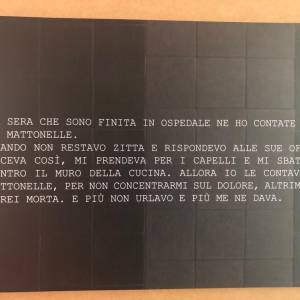 SERA CHE SONO FINITA IN OSPEDALE NE HO CONTATE
MATTONELLE.
ANDO NON RESTAVO ZITTA E RISPONDEVO ALLE SUE OF
CEVA COSÌ, MI PRENDEVA PER I CAPELLI E MI SBAT
NTRO IL MURO DELLA CUCINA. ALLORA IO LE CONTAV
TTONELLE, PER NON CONCENTRARMI SUL DOLORE, ALTRIM
REI MORTA. E PIÙ NON URLAVO E PIÙ ME NE DAVA.